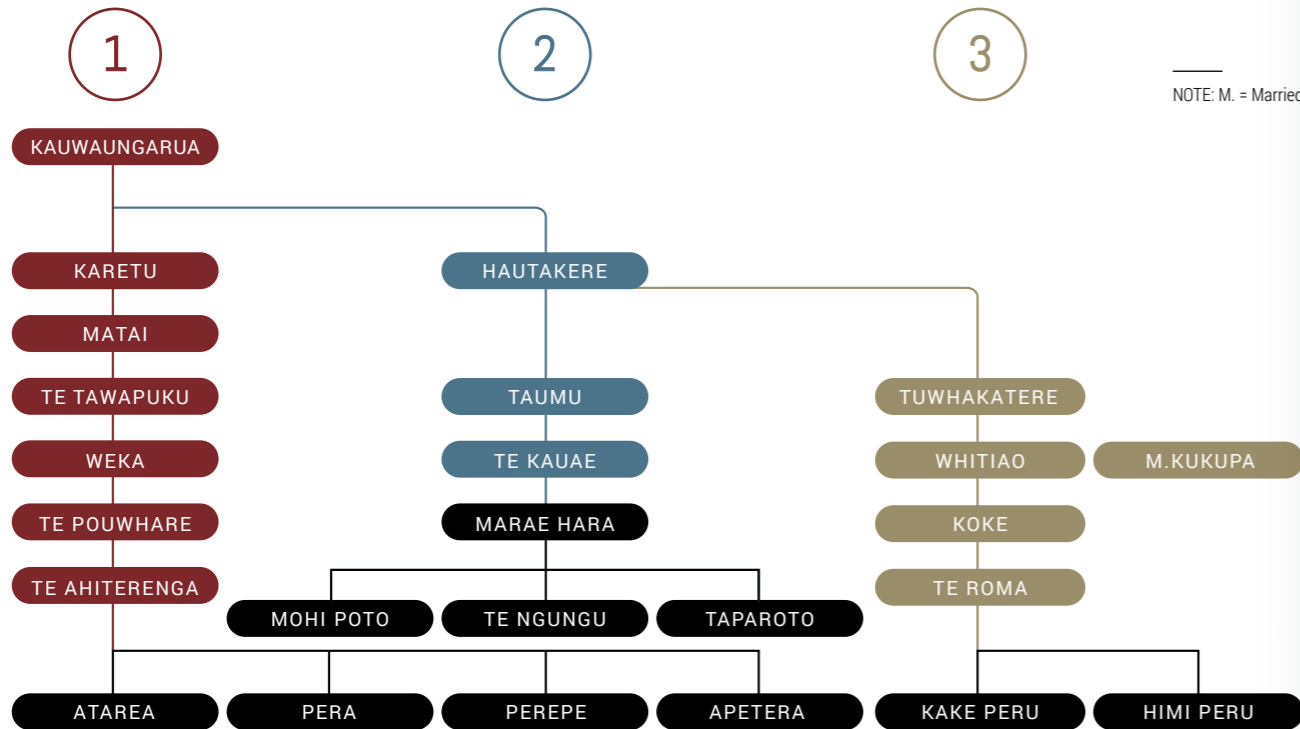 1
2
3
NOTE: M. = Married
KAUWAUNGARUA
KARETU
HAUTAKERE
MATAI
TE TAWAPUKU
TAUMU
TUWHAKATERE
WEKA
TE KAUAE
WHITIAO
M.KUKUPA
TE POUWHARE
MARAE HARA
KOKE
TE AHITERENGA
TE ROMA
MOHI POTO
TE NGUNGU
TAPAROTO
ATAREA
PERA
PEREPE
APETERA
KAKE PERU
HIMI PERU